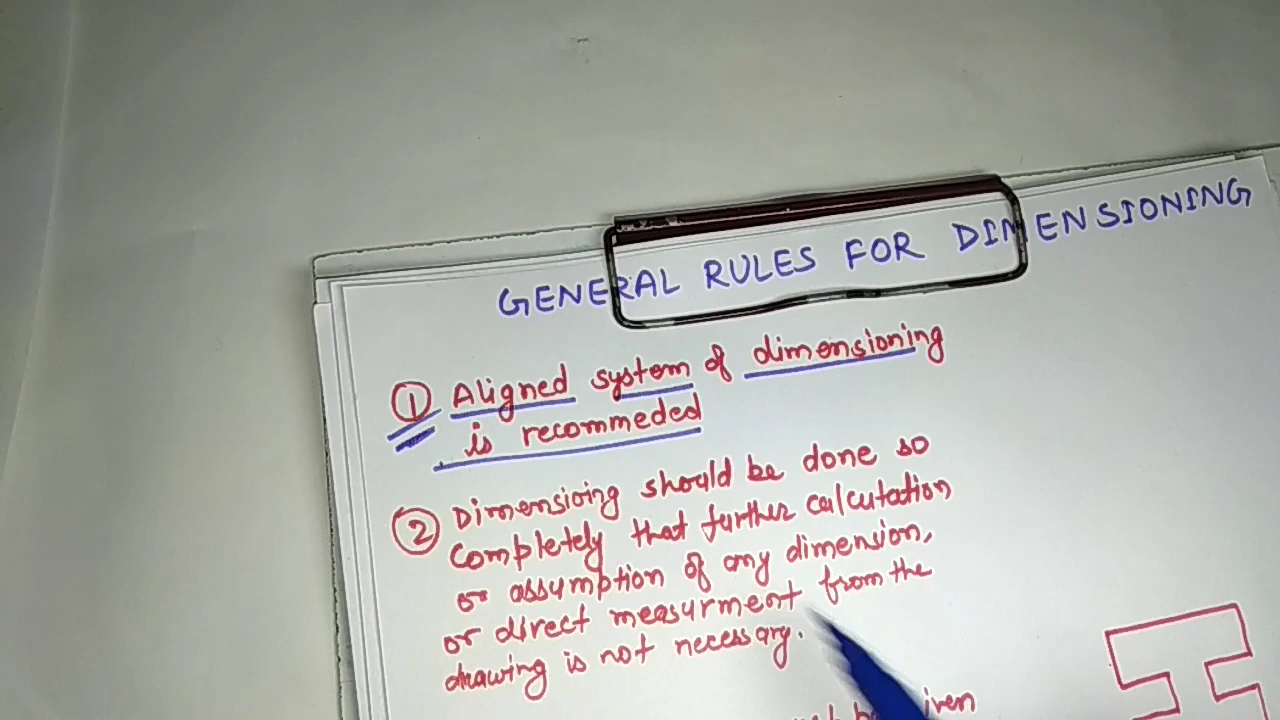 GENERAL RULES FOR DIMENSIONING
① Aligned system of dimensioning
is recommeded
② Dimensioing should be done so
completely that further calculation
or assumption of any dimension,
or direct measurment from the
drawing is not necessary.